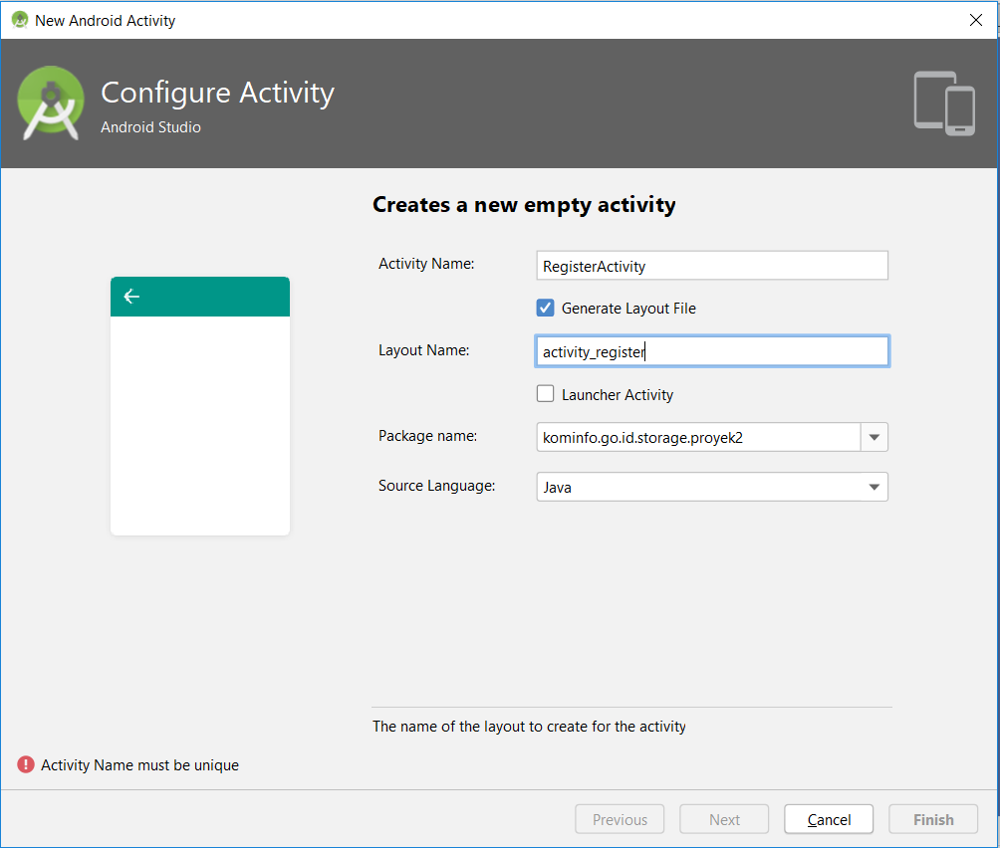 New Android Activity
Configure Activity
Android Studio
Creates a new empty activity
Activity Name: RegisterActivity
Generate Layout File
Layout Name: activity_register
Launcher Activity
Package name: kominfo.go.id.storage.proyek2
Source Language: Java
The name of the layout to create for the activity
Activity Name must be unique
Previous Next Cancel Finish